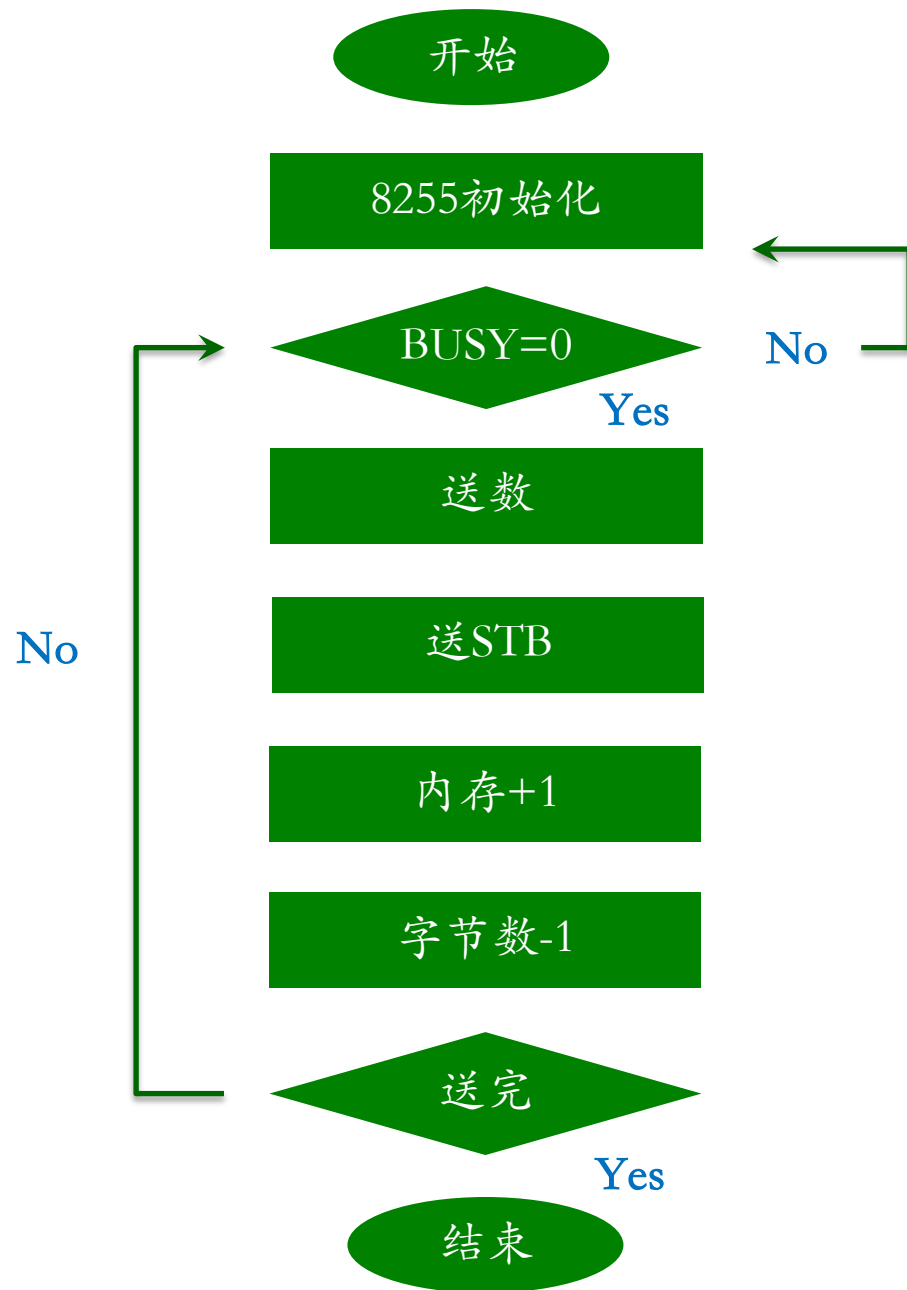 开始
8255初始化
BUSY=0
No
Yes
送数
送STB
No
内存+1
字节数-1
送完
Yes
结束